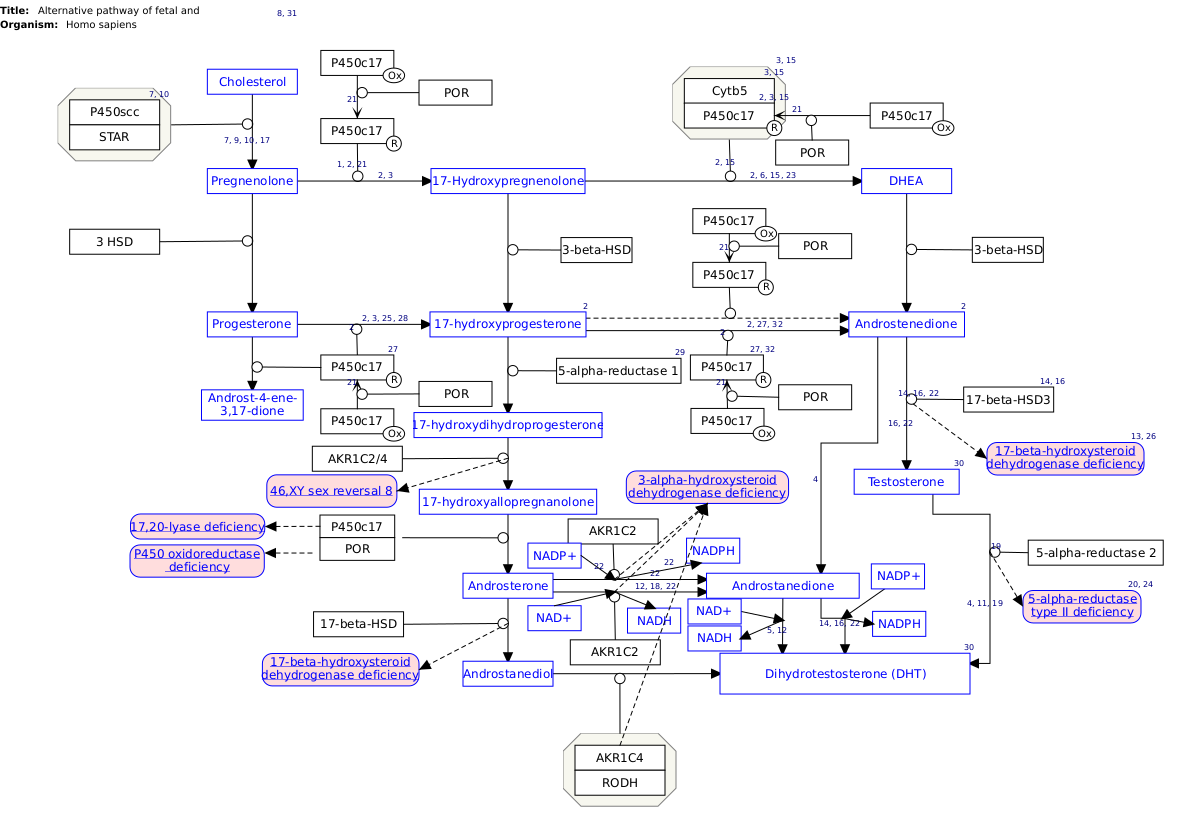 Title: Alternative pathway of fetal and
8, 31
Organism: Homo sapiens
P450c17
Ox
3, 15
3, 15
Cholesterol
7, 10
P450scc
STAR
21
POR
Cytb5
2, 3, 15
P450c17
R
21
P450c17
Ox
P450c17
R
7, 9, 10, 17
POR
1, 2, 21
2, 3
2, 15
2, 6, 15, 23
Pregnenolone
17-Hydroxypregnenolone
DHEA
P450c17
Ox
3 HSD
3-beta-HSD
21
POR
3-beta-HSD
P450c17
R
2
2
Progesterone
2, 3, 25, 28
2
17-hydroxyprogesterone
2, 27, 32
2
Androstenedione
27
29
27, 32
P450c17
R
5-alpha-reductase 1
P450c17
R
14, 16
21
21
Androst-4-ene-
3,17-dione
POR
POR
14, 16, 22
17-beta-HSD3
P450c17
Ox
17-hydroxydihydroprogesterone
P450c17
Ox
16, 22
13, 26
AKR1C2/4
17-beta-hydroxysteroid
dehydrogenase deficiency
46,XY sex reversal 8
17-hydroxyallopregnanolone
3-alpha-hydroxysteroid
dehydrogenase deficiency
4
30
Testosterone
17,20-lyase deficiency
P450c17
POR
AKR1C2
P450 oxidoreductase
deficiency
NADP+
NADPH
19
5-alpha-reductase 2
22
22
22
Androsterone
12, 18, 22
Androstanedione
NADP+
20, 24
5-alpha-reductase
type II deficiency
4, 11, 19
NAD+
NADH
NAD+
17-beta-HSD
5, 12
14, 16, 22
NADPH
NADH
AKR1C2
30
17-beta-hydroxysteroid
dehydrogenase deficiency
Androstanediol
Dihydrotestosterone (DHT)
AKR1C4
RODH